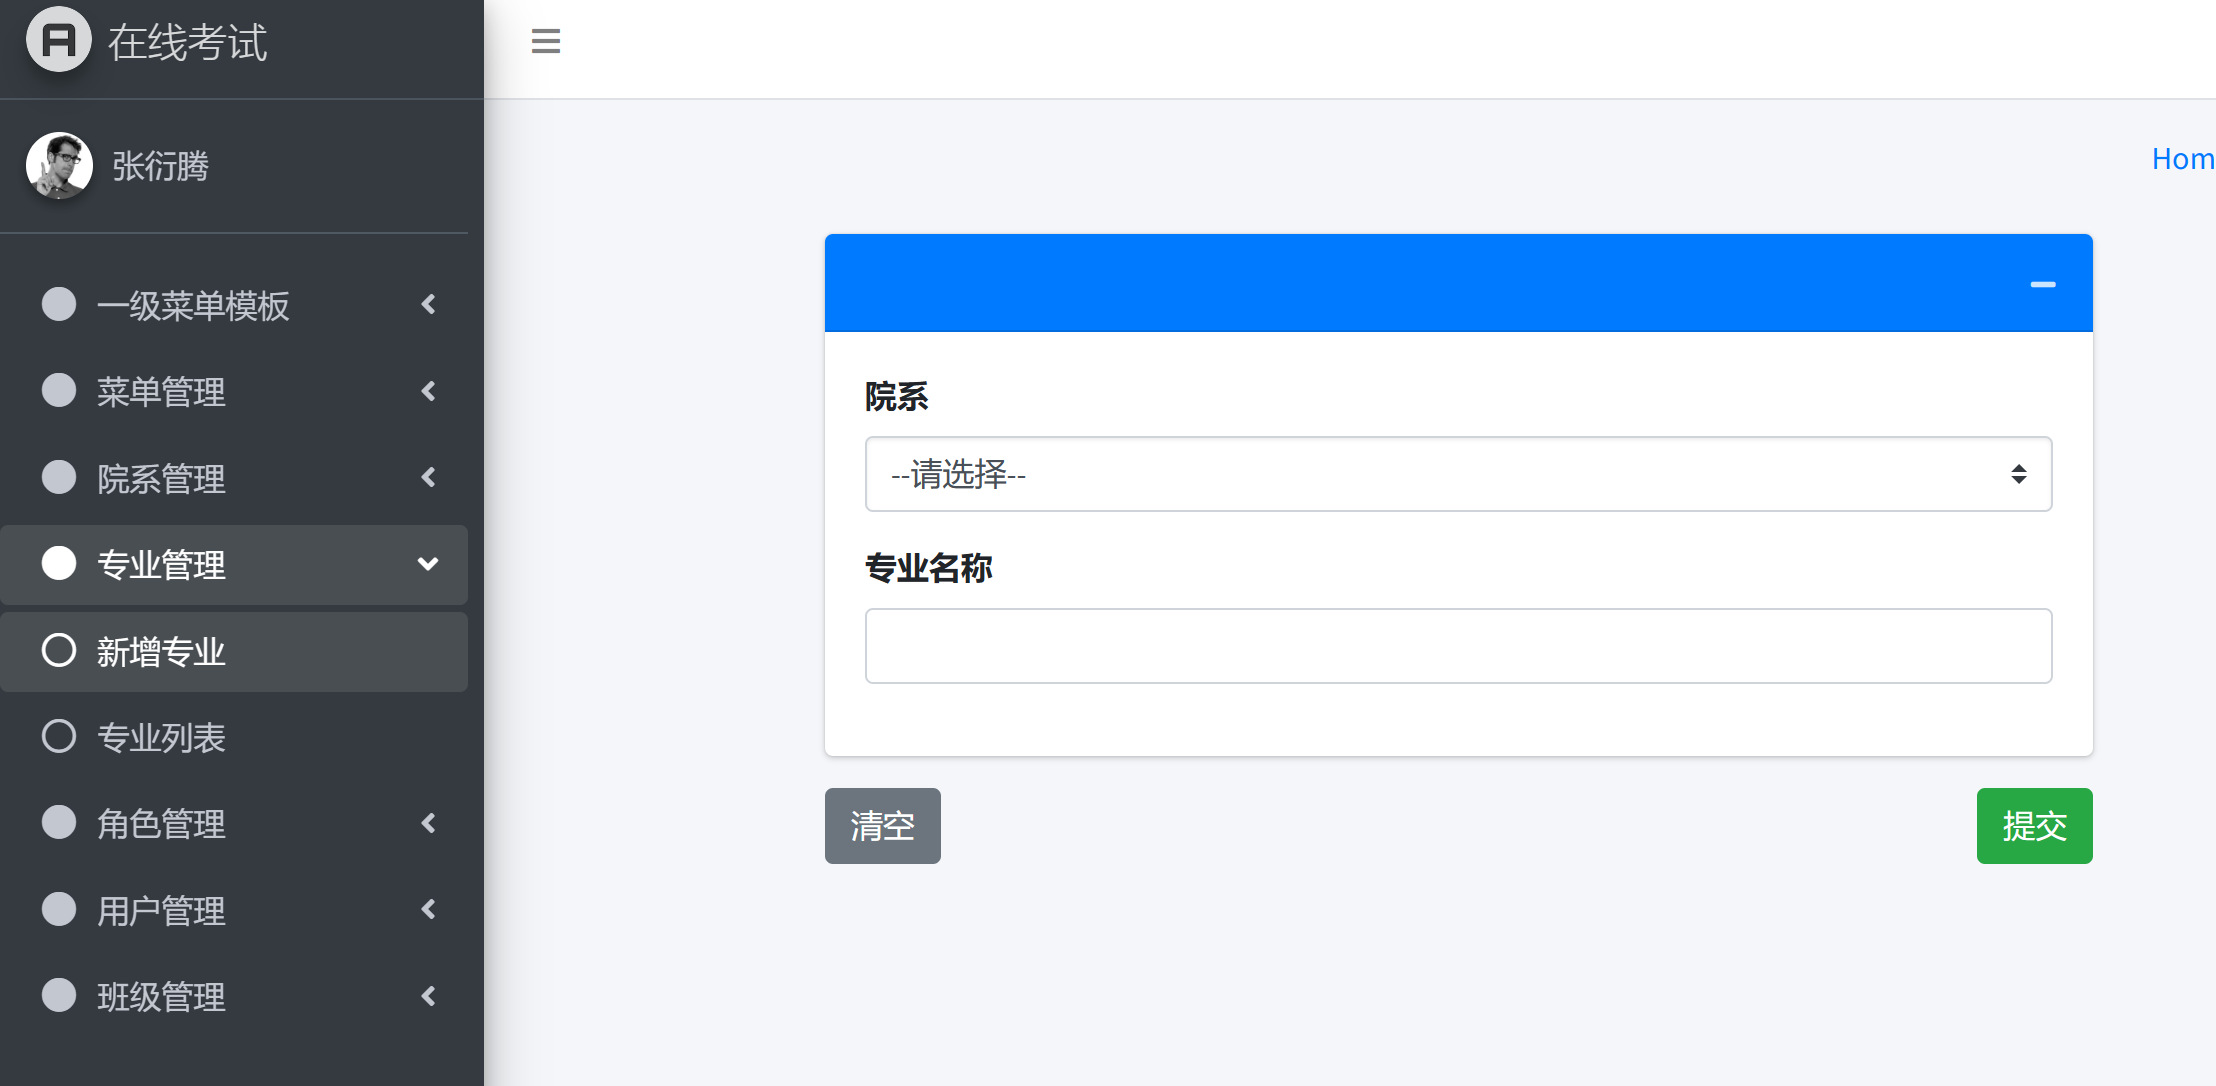 在线考试
张衍腾
一级菜单模板
菜单管理
院系管理
专业管理
新增专业
专业列表
角色管理
用户管理
班级管理
Hom
院系
--请选择--
专业名称
清空
提交